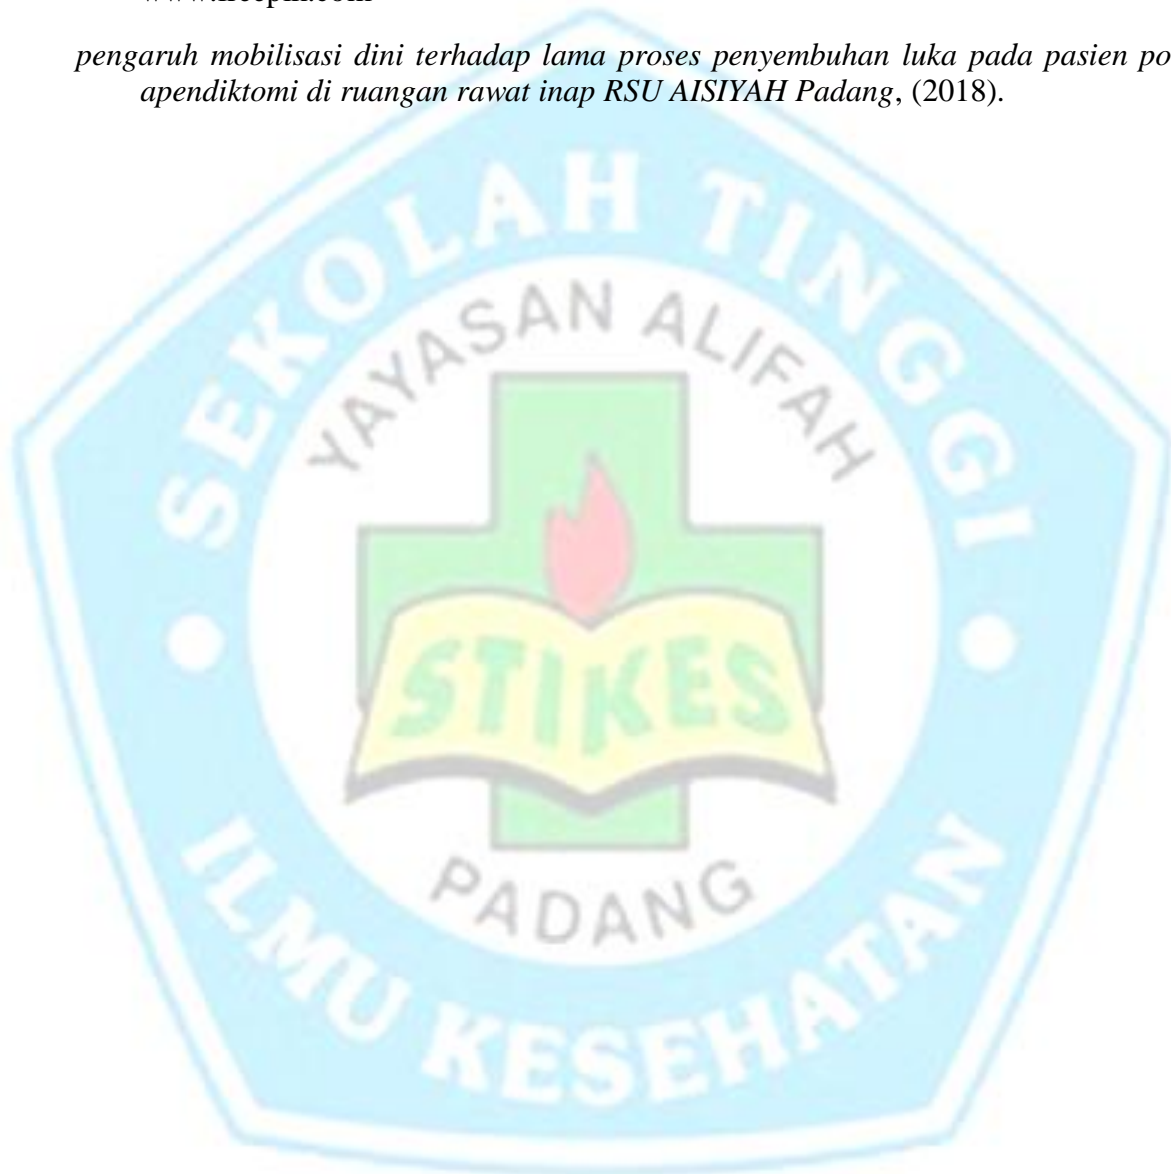 pengaruh mobilisasi dini terhadap lama proses penyembuhan luka pada pasien po
apendiktomi di ruangan rawat inap RSU AISIYAH Padang, (2018).
SEKOLAH TINGGI
YAYASAN ALIFAH
STIKES
PADANG
ILMU KESEHATAN